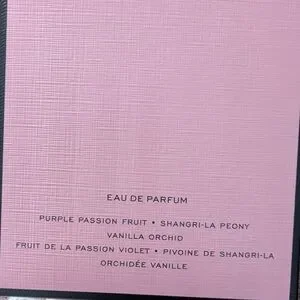 EAU DE PARFUM
PURPLE PASSION FRUIT • SHANGRI-LA PEONY
VANILLA ORCHID
FRUIT DE LA PASSION VIOLET • PIVOINE DE SHANGRI-LA
ORCHIDÉE VANILLE